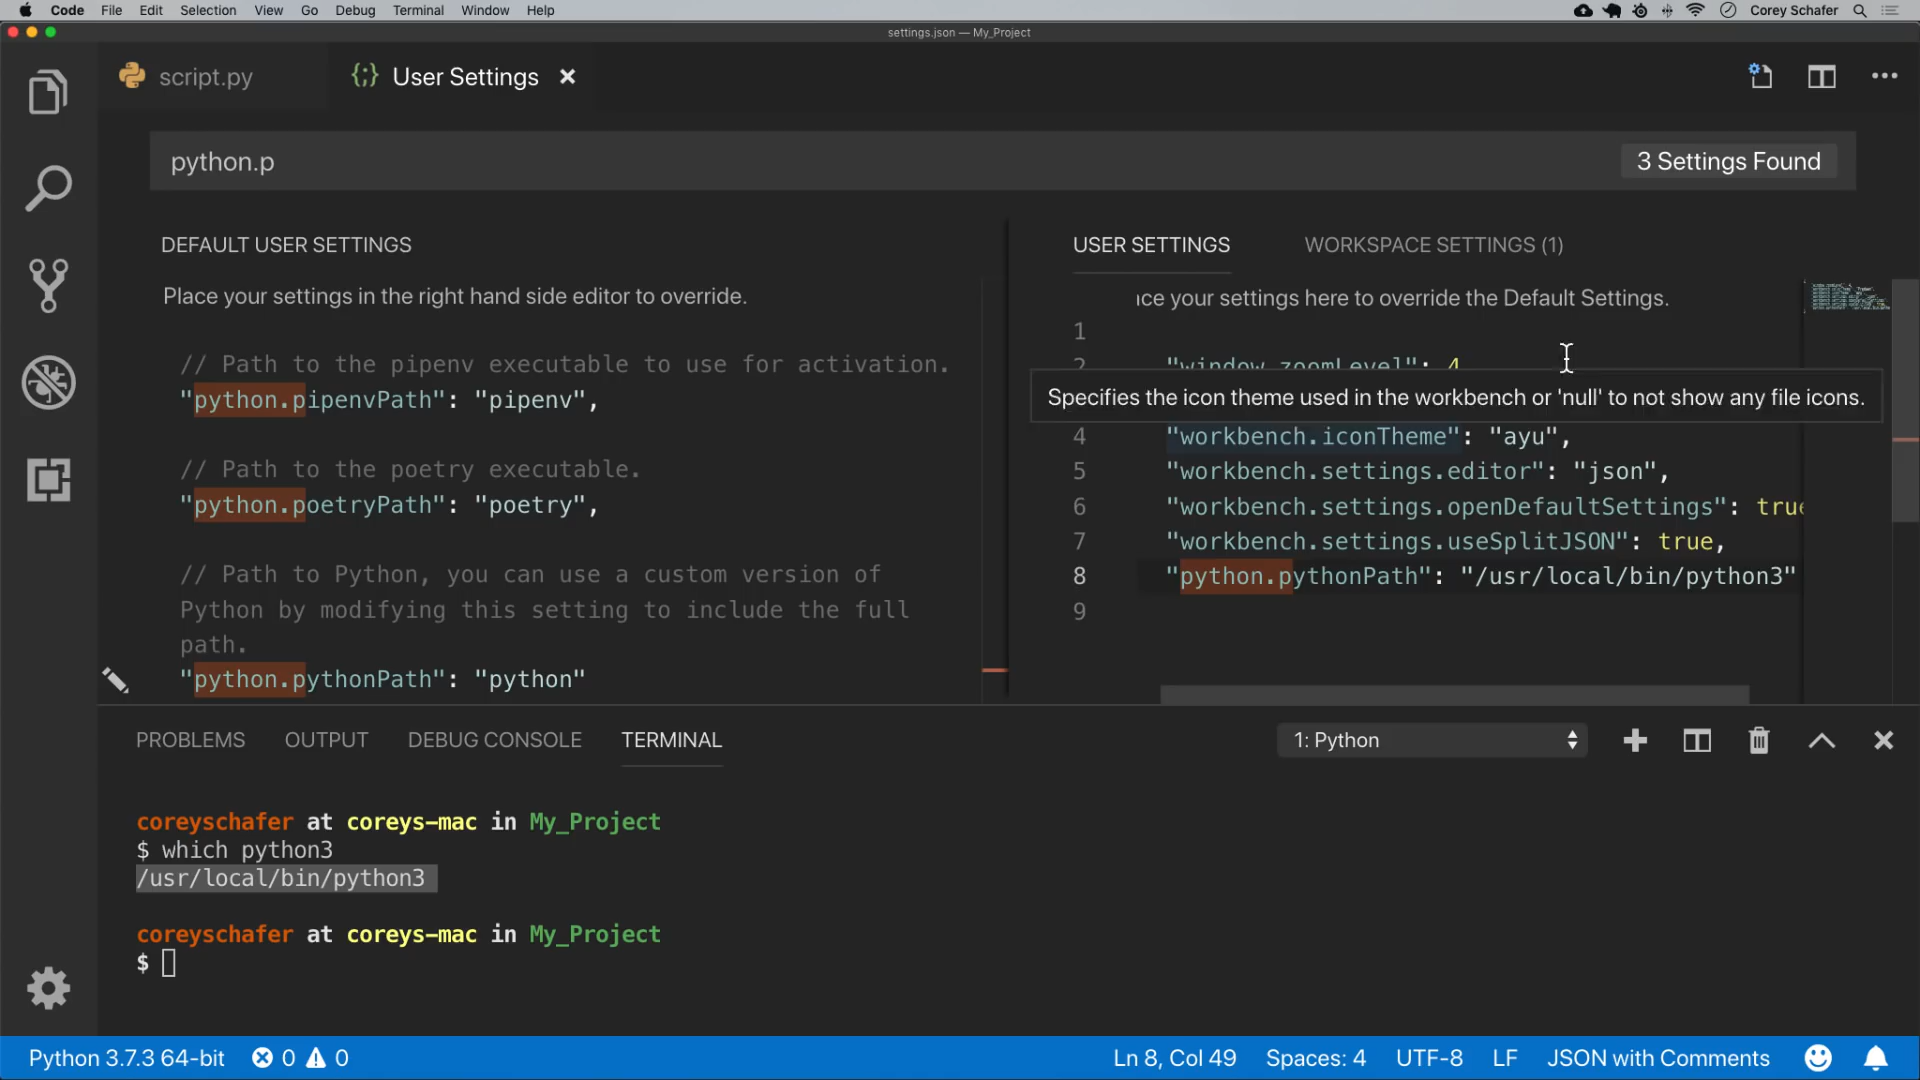 Code File Edit Selection View Go Debug Terminal Window Help
Corey Schafer
settings.json — My_Project
script.py
User Settings
python.p
3 Settings Found
DEFAULT USER SETTINGS
Place your settings in the right hand side editor to override.
// Path to the pipenv executable to use for activation.
"python.pipenvPath": "pipenv",
// Path to the poetry executable.
"python.poetryPath": "poetry",
// Path to Python, you can use a custom version of
Python by modifying this setting to include the full
path.
"python.pythonPath": "python"
USER SETTINGS
WORKSPACE SETTINGS (1)
ce your settings here to override the Default Settings.
1
2 "window.zoomLevel": 4
Specifies the icon theme used in the workbench or 'null' to not show any file icons.
4 "workbench.iconTheme": "ayu",
5 "workbench.settings.editor": "json",
6 "workbench.settings.openDefaultSettings": true
7 "workbench.settings.useSplitJSON": true,
8 "python.pythonPath": "/usr/local/bin/python3"
9
PROBLEMS OUTPUT DEBUG CONSOLE TERMINAL
1: Python
coreyschafer at coreys-mac in My_Project
$ which python3
/usr/local/bin/python3
coreyschafer at coreys-mac in My_Project
$
Python 3.7.3 64-bit 0 0
Ln 8, Col 49 Spaces: 4 UTF-8 LF JSON with Comments